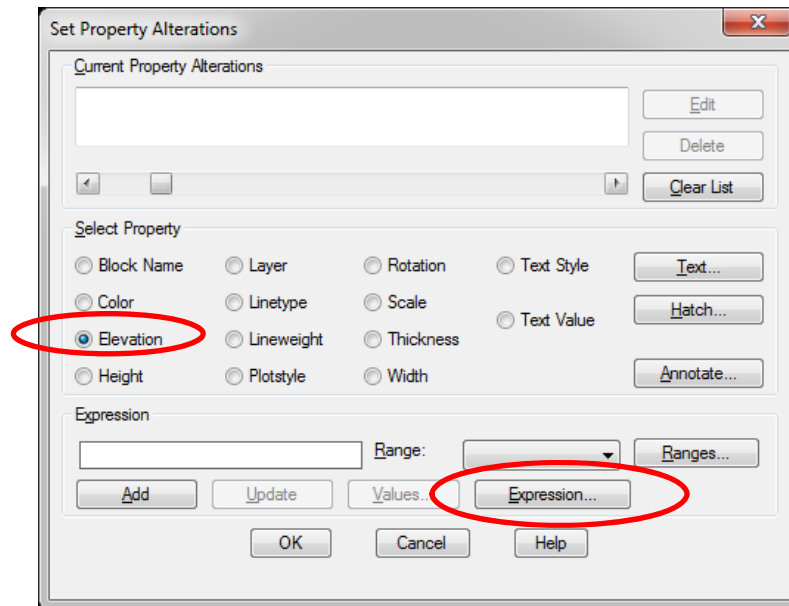 Set Property Alterations
Current Property Alterations
Edit
Delete
Clear List
Select Property
Block Name Layer Rotation Text Style Text...
Color Linetype Scale Text Value Hatch...
Elevation Lineweight Thickness
Height Plotstyle Width Annotate...
Expression
Range: Ranges...
Add Update Values... Expression...
OK Cancel Help